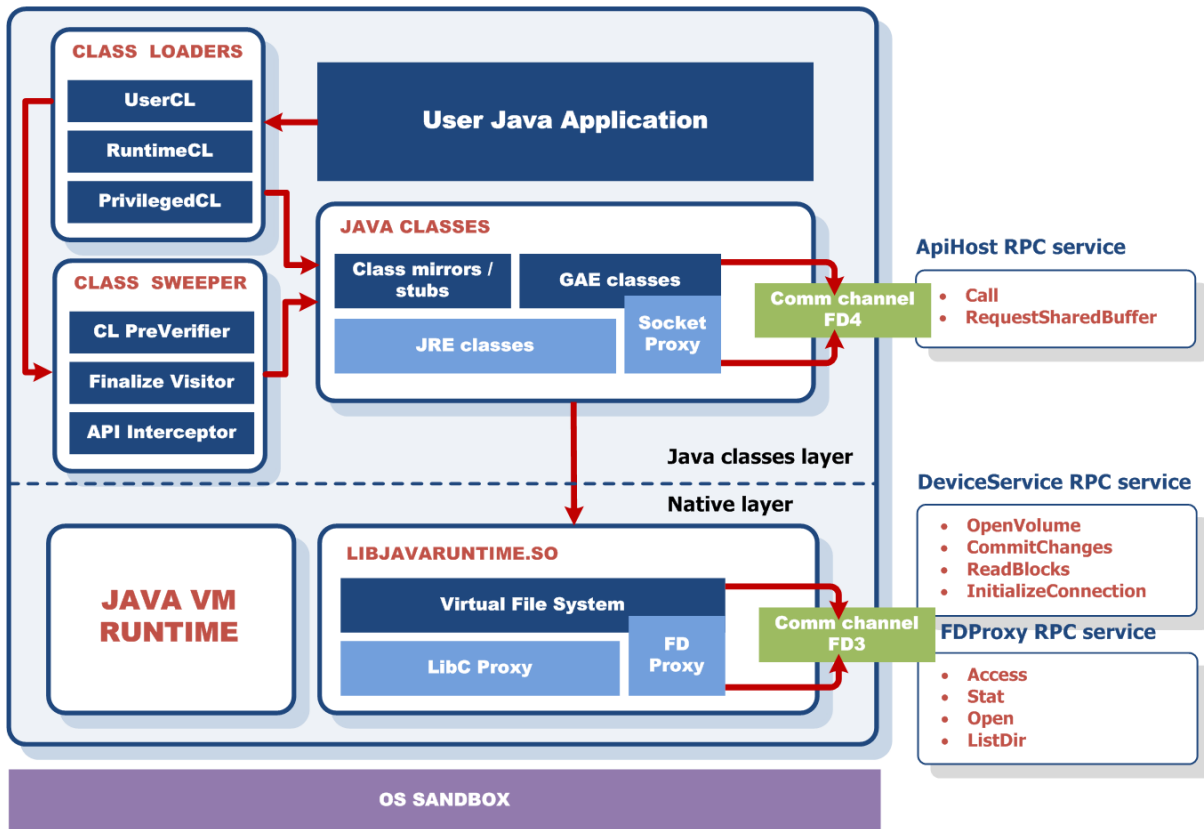 CLASS LOADERS
UserCL
RuntimeCL
PrivilegedCL
User Java Application
CLASS SWEEPER
CL PreVerifier
Finalize Visitor
API Interceptor
JAVA CLASSES
Class mirrors /
stubs
GAE classes
JRE classes
Socket
Proxy
Comm channel
FD4
ApiHost RPC service
• Call
• RequestSharedBuffer
Java classes layer
Native layer
JAVA VM
RUNTIME
LIBJAVARUNTIME.SO
Virtual File System
LibC Proxy
FD
Proxy
Comm channel
FD3
DeviceService RPC service
• OpenVolume
• CommitChanges
• ReadBlocks
• InitializeConnection
FDProxy RPC service
• Access
• Stat
• Open
• ListDir
OS SANDBOX